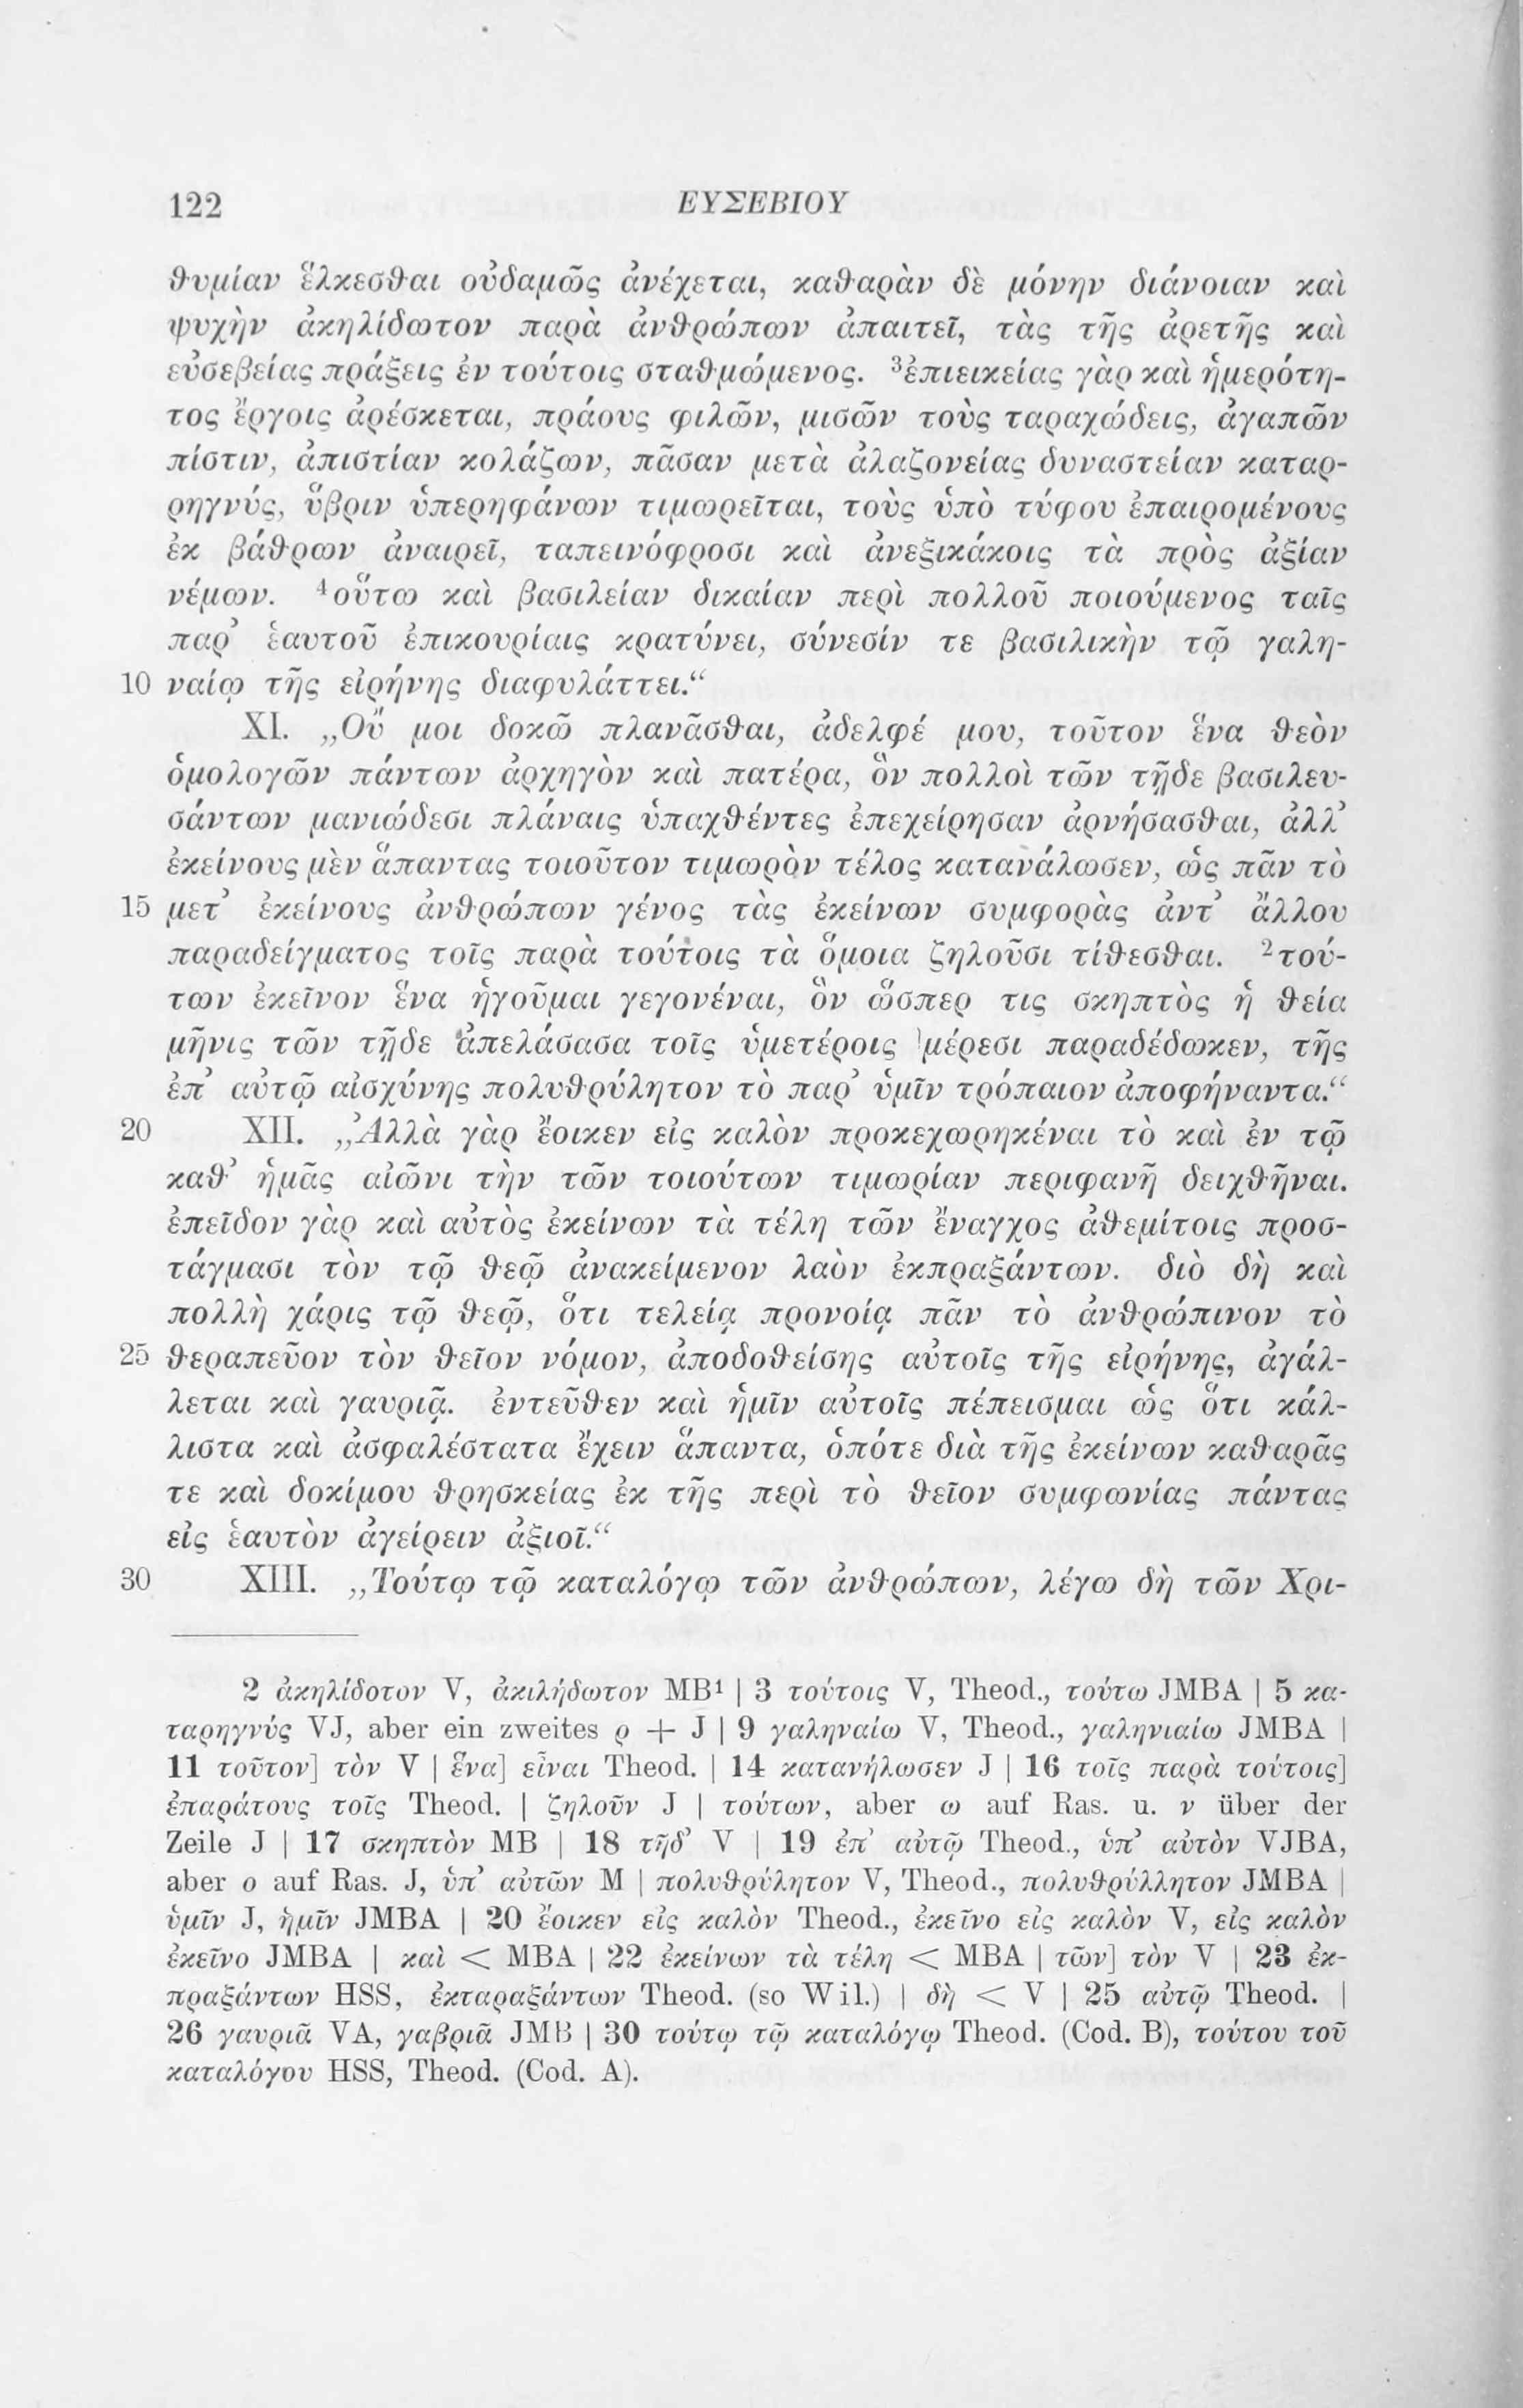 122 ΕΥΣΕΒΙΟΥ
θυμίαν ἕλκεσθαι οὐδαμῶς ἀνέχεται, καθαρὰν δὲ μόνην διάνοιαν καὶ
ψυχὴν ἀκηλίδωτον παρὰ ἀνθρώπων ἀπαιτεῖ, τὰς τῆς ἀρετῆς καὶ
εὐσεβείας πράξεις ἐν τούτοις σταθμώμενος. ³ἐπιεικείας γὰρ καὶ ἡμερότη-
τος ἔργοις ἀρέσκεται, πράους φιλῶν, μισῶν τοὺς ταραχώδεις, ἀγαπῶν
πίστιν, ἀπιστίαν κολάζων, πᾶσαν μετὰ ἀλαζονείας δυναστείαν καταρ-
ρηγνύς, ὕβριν ὑπερηφάνων τιμωρεῖται, τοὺς ὑπὸ τύφου ἐπαιρομένους
ἐκ βάθρων ἀναιρεῖ, ταπεινόφροσι καὶ ἀνεξικάκοις τὰ πρὸς ἀξίαν
νέμων. ⁴οὕτω καὶ βασιλείαν δικαίαν περὶ πολλοῦ ποιούμενος ταῖς
παρ’ ἑαυτοῦ ἐπικουρίαις κρατύνει, σύνεσίν τε βασιλικὴν τῷ γαλη-
10 ναίῳ τῆς εἰρήνης διαφυλάττει.“
XI. „Οὔ μοι δοκῶ πλανᾶσθαι, ἀδελφέ μου, τοῦτον ἕνα θεὸν
ὁμολογῶν πάντων ἀρχηγὸν καὶ πατέρα, ὃν πολλοὶ τῶν τῇδε βασιλευ-
σάντων μανιώδεσι πλάναις ὑπαχθέντες ἐπεχείρησαν ἀρνήσασθαι, ἀλλ’
ἐκείνους μὲν ἅπαντας τοιοῦτον τιμωρὸν τέλος κατανάλωσεν, ὡς πᾶν τὸ
15 μετ’ ἐκείνους ἀνθρώπων γένος τὰς ἐκείνων συμφορὰς ἀντ’ ἄλλου
παραδείγματος τοῖς παρὰ τούτοις τὰ ὅμοια ζηλοῦσι τίθεσθαι. ²τού-
των ἐκεῖνον ἕνα ἡγοῦμαι γεγονέναι, ὃν ὥσπερ τις σκηπτὸς ἡ θεία
μῆνις τῶν τῇδε ἀπελάσασα τοῖς ὑμετέροις μέρεσι παραδέδωκεν, τῆς
ἐπ’ αὐτῷ αἰσχύνης πολυθρύλητον τὸ παρ’ ὑμῖν τρόπαιον ἀποφήναντα.“
20 XII. „Ἀλλὰ γὰρ ἔοικεν εἰς καλὸν προκεχωρηκέναι τὸ καὶ ἐν τῷ
καθ’ ἡμᾶς αἰῶνι τὴν τῶν τοιούτων τιμωρίαν περιφανῆ δειχθῆναι.
ἐπεῖδον γὰρ καὶ αὐτὸς ἐκείνων τὰ τέλη τῶν ἔναγχος ἀθεμίτοις προσ-
τάγμασι τὸν τῷ θεῷ ἀνακείμενον λαὸν ἐκπραξάντων. διὸ δὴ καὶ
πολλὴ χάρις τῷ θεῷ, ὅτι τελείᾳ προνοίᾳ πᾶν τὸ ἀνθρώπινον τὸ
25 θεραπεῦον τὸν θεῖον νόμον, ἀποδοθείσης αὐτοῖς τῆς εἰρήνης, ἀγάλ-
λεται καὶ γαυριᾷ. ἐντεῦθεν καὶ ἡμῖν αὐτοῖς πέπεισμαι ὡς ὅτι κάλ-
λιστα καὶ ἀσφαλέστατα ἔχειν ἅπαντα, ὁπότε διὰ τῆς ἐκείνων καθαρᾶς
τε καὶ δοκίμου θρησκείας ἐκ τῆς περὶ τὸ θεῖον συμφωνίας πάντας
εἰς ἑαυτὸν ἀγείρειν ἀξιοῖ.“
30 XIII. „Τούτῳ τῷ καταλόγῳ τῶν ἀνθρώπων, λέγω δὴ τῶν Χρι-
2 ἀκηλίδοτον V, ἀκιλήδωτον MB¹ | 3 τούτοις V, Theod., τούτω JMBA | 5 κα-
ταρηγνύς VJ, aber ein zweites ρ + J | 9 γαληναίω V, Theod., γαληνιαίω JMBA |
11 τοῦτον] τὸν V | ἕνα] εἶναι Theod. | 14 κατανήλωσεν J | 16 τοῖς παρὰ τούτοις]
ἐπαράτους τοῖς Theod. | ζηλοῦν J | τούτων, aber ω auf Ras. u. ν über der
Zeile J | 17 σκηπτὸν MB | 18 τῇδ’ V | 19 ἐπ’ αὐτῷ Theod., ὑπ’ αὐτὸν VJBA,
aber ο auf Ras. J, ὑπ’ αὐτῶν M | πολυθρύλητον V, Theod., πολυθρύλλητον JMBA |
ὑμῖν J, ἡμῖν JMBA | 20 ἔοικεν εἰς καλὸν Theod., ἐκεῖνο εἰς καλὸν V, εἰς καλὸν
ἐκεῖνο JMBA | καὶ < MBA | 22 ἐκείνων τὰ τέλη < MBA | τῶν] τὸν V | 23 ἐκ-
πραξάντων HSS, ἐκταραξάντων Theod. (so Wil.) | δὴ < V | 25 αὐτῷ Theod. |
26 γαυριᾶ VA, γαβριᾶ JMB | 30 τούτῳ τῷ καταλόγῳ Theod. (Cod. B), τούτου τοῦ
καταλόγου HSS, Theod. (Cod. A).